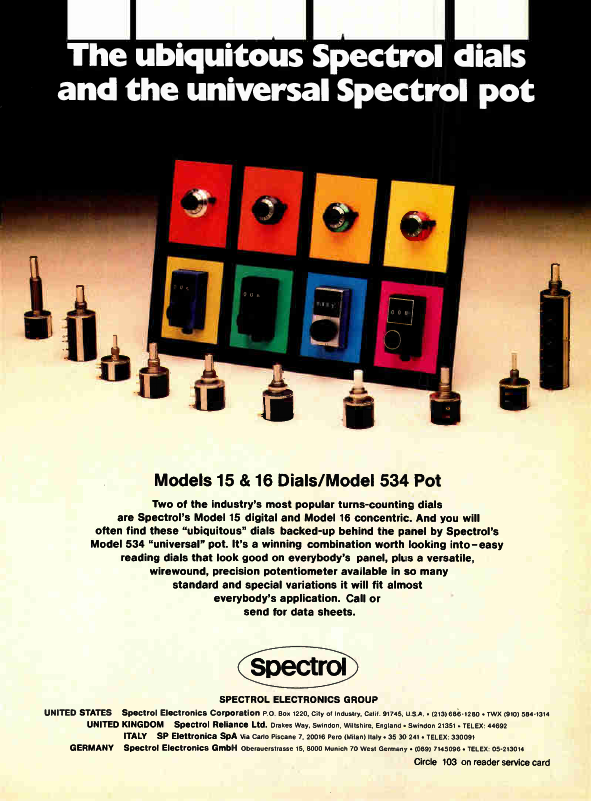 The ubiquitous Spectrol dials
and the universal Spectrol pot
Models 15 & 16 Dials/Model 534 Pot
Two of the industry's most popular turns-counting dials
are Spectrol's Model 15 digital and Model 16 concentric. And you will
often find these "ubiquitous" dials backed-up behind the panel by Spectrol's
Model 534 "universal" pot. It's a winning combination worth looking into–easy
reading dials that look good on everybody's panel, plus a versatile,
wirewound, precision potentiometer available in so many
standard and special variations it will fit almost
everybody's application. Call or
send for data sheets.
Spectrol
SPECTROL ELECTRONICS GROUP
UNITED STATES Spectrol Electronics Corporation P.O. Box 1220, City of Industry, Calif. 91745, U.S.A. • (213) 686-1280 • TWX (910) 584-1314
UNITED KINGDOM Spectrol Reliance Ltd. Drakes Way, Swindon, Wiltshire, England • Swindon 21351 • TELEX: 44692
ITALY SP Elettronica SpA Via Carlo Piscane 7, 20016 Pero (Milan) Italy • 35 30 241 • TELEX: 330091
GERMANY Spectrol Electronics GmbH Oberauerstrasse 15, 8000 Munich 70 West Germany • (089) 7145096 • TELEX: 05-213014
Circle 103 on reader service card